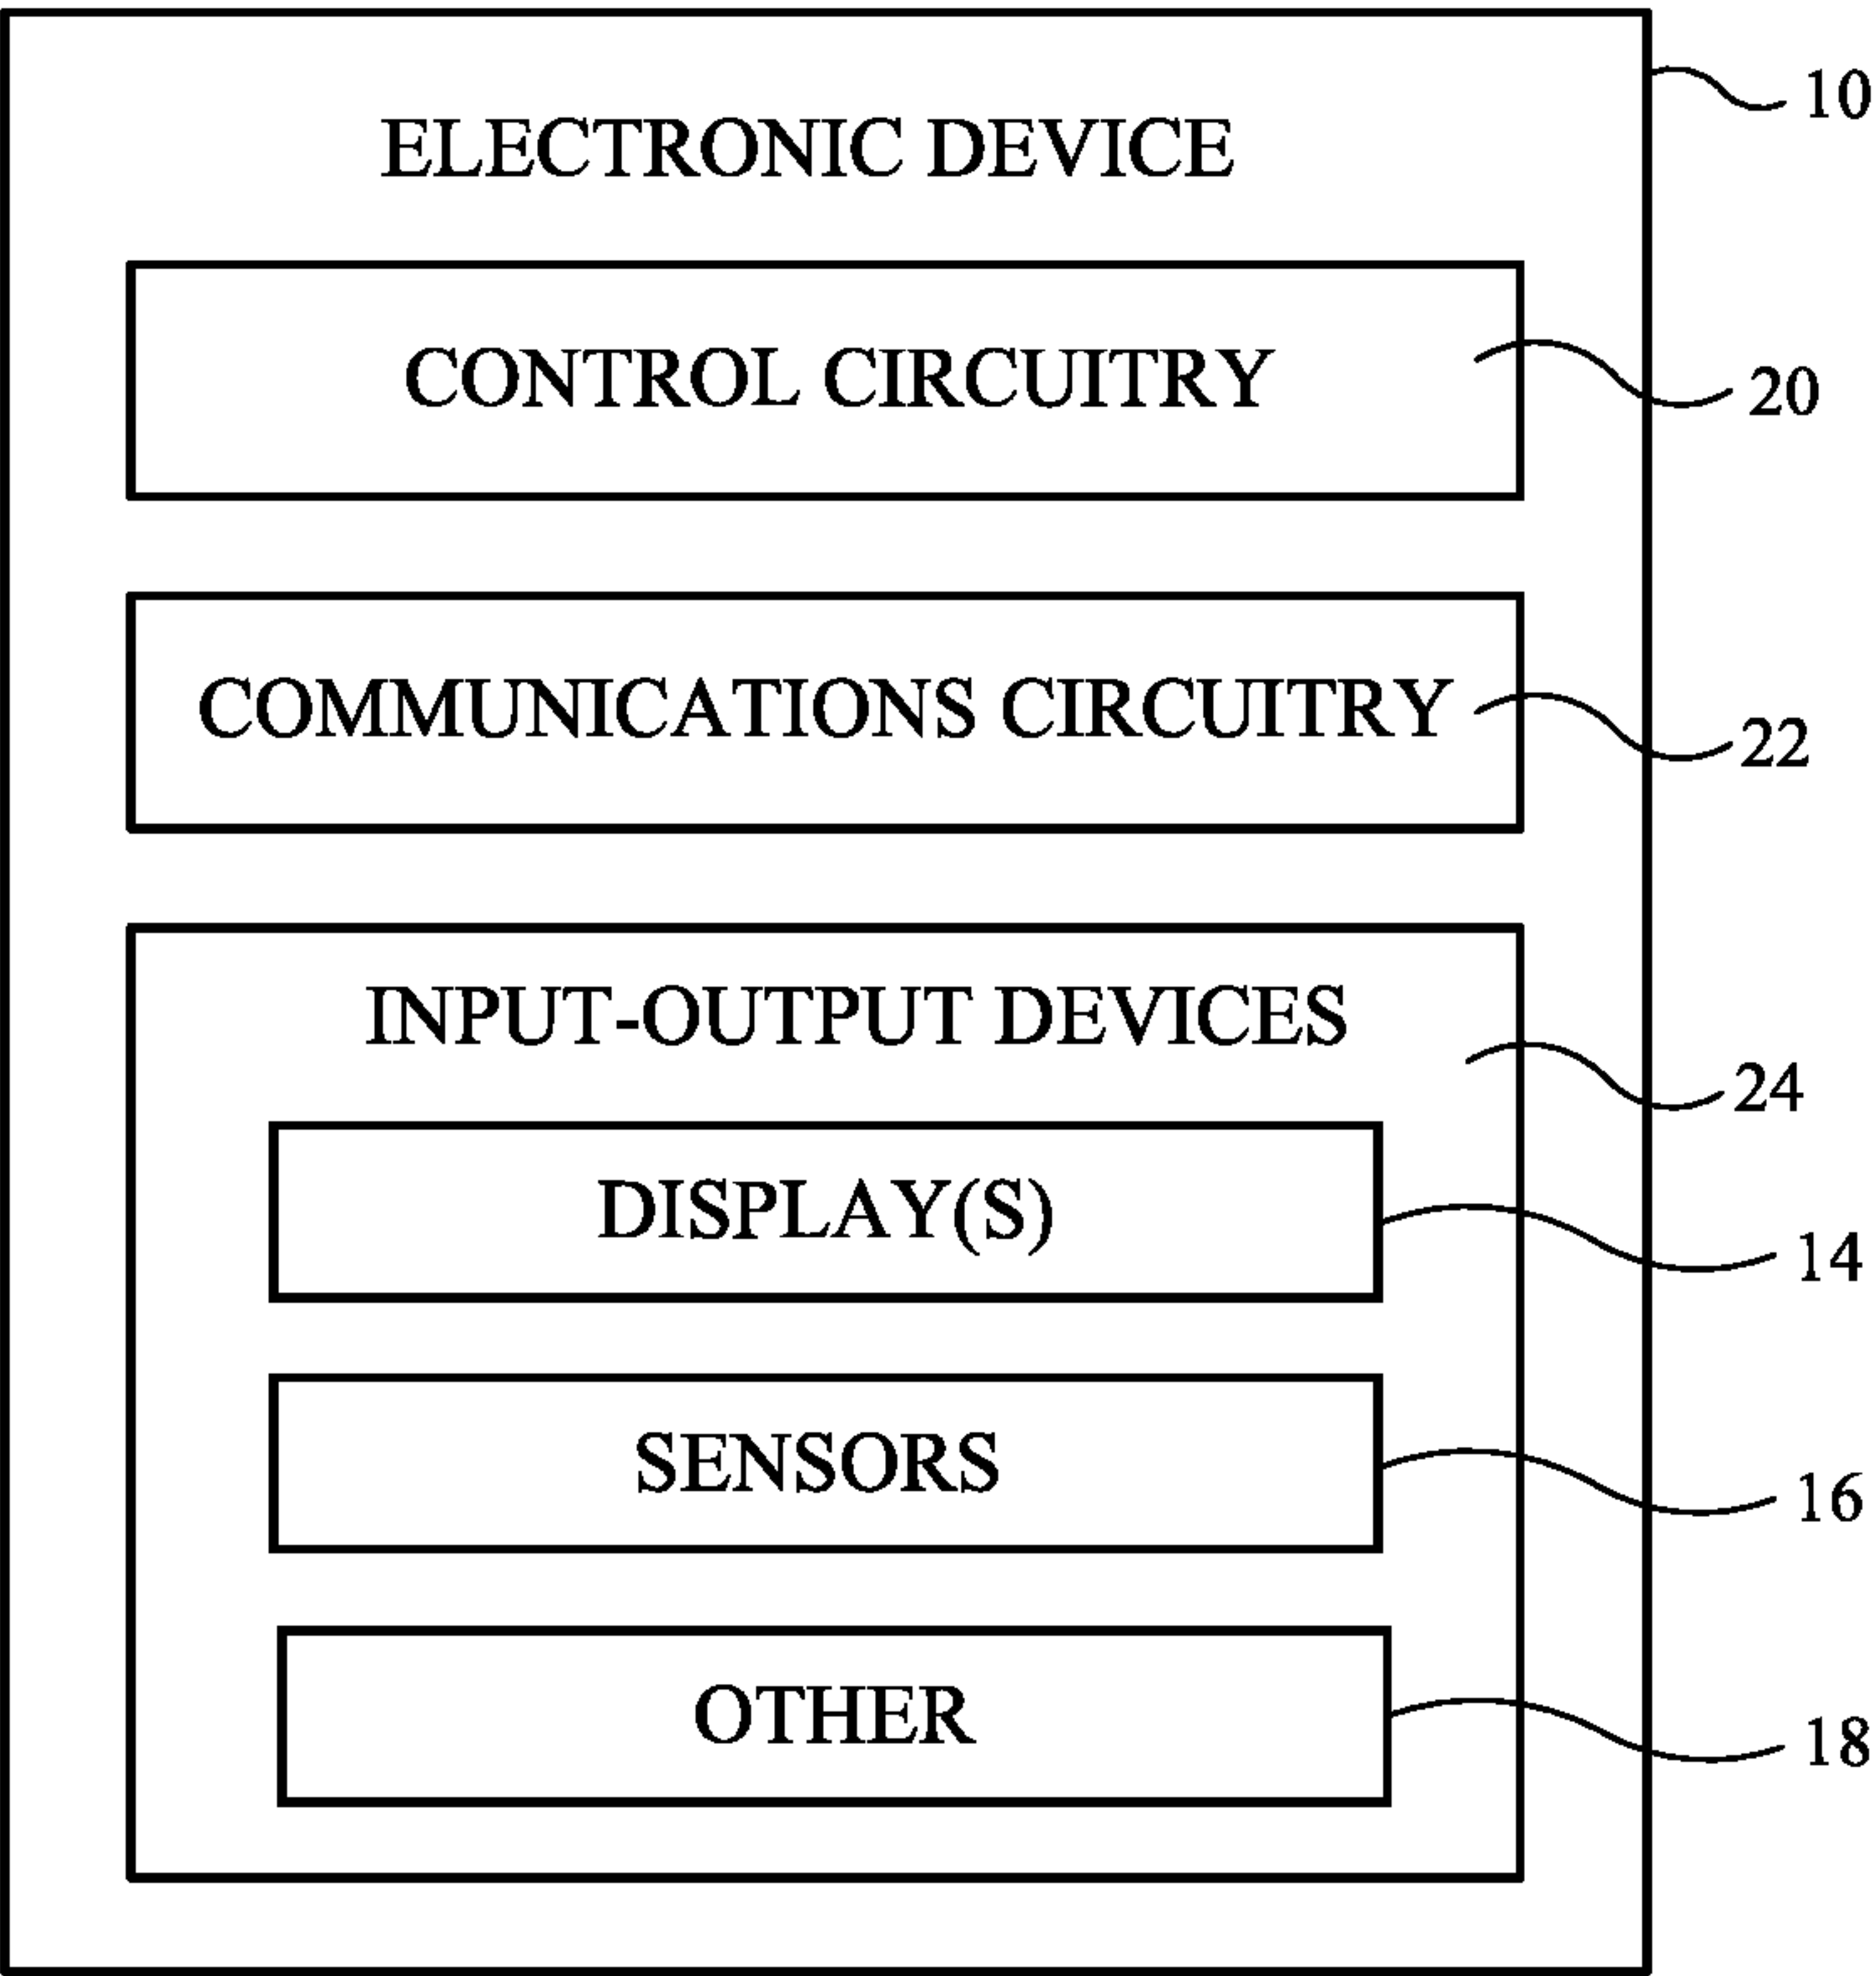 ELECTRONIC DEVICE
10
CONTROL CIRCUITRY
20
COMMUNICATIONS CIRCUITRY
22
INPUT-OUTPUT DEVICES
24
DISPLAY(S)
14
SENSORS
16
OTHER
18